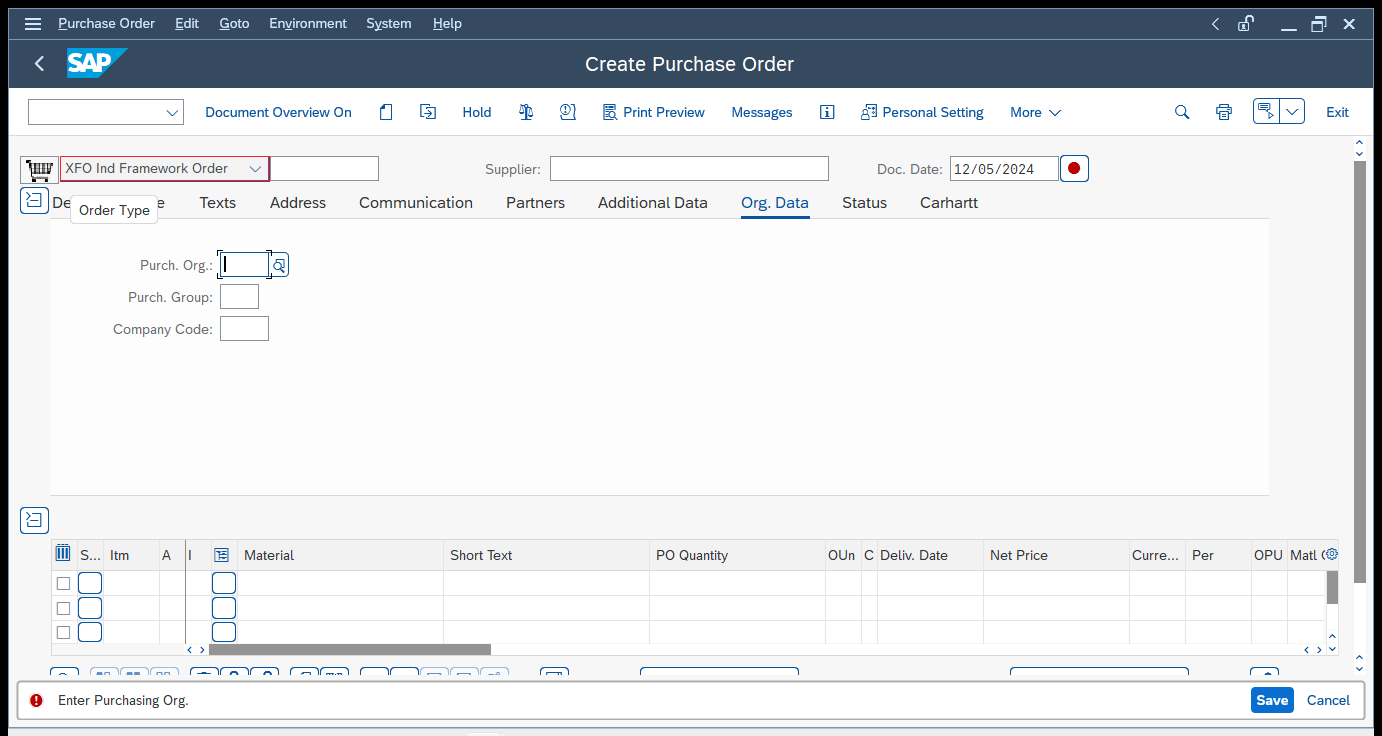 Purchase Order Edit Goto Environment System Help
SAP Create Purchase Order
Document Overview On Hold Print Preview Messages Personal Setting More Exit
XFO Ind Framework Order Supplier: Doc. Date: 12/05/2024
De e Texts Address Communication Partners Additional Data Org. Data Status Carhartt
Order Type
Purch. Org.:
Purch. Group:
Company Code:
S... Itm A I Material Short Text PO Quantity OUn C Deliv. Date Net Price Curre... Per OPU Matl
Enter Purchasing Org. Save Cancel